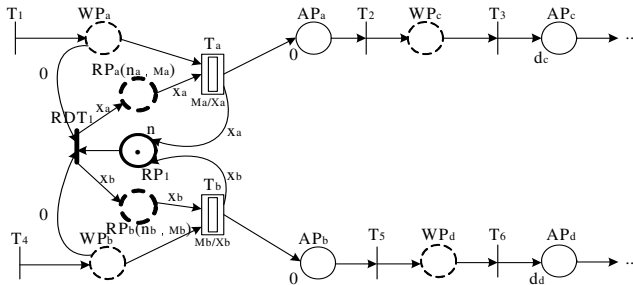 T1 WPa APa T2 WPc T3 APc
0 Ta 0 dc ...
RPa(na , Ma)
xa xa Ma/Xa
RDT1 n xa
RP1
xb xb Tb xb
0 RPb(nb , Mb) Mb/Xb
T4 WPb APb T5 WPd T6 APd
0 dd ...